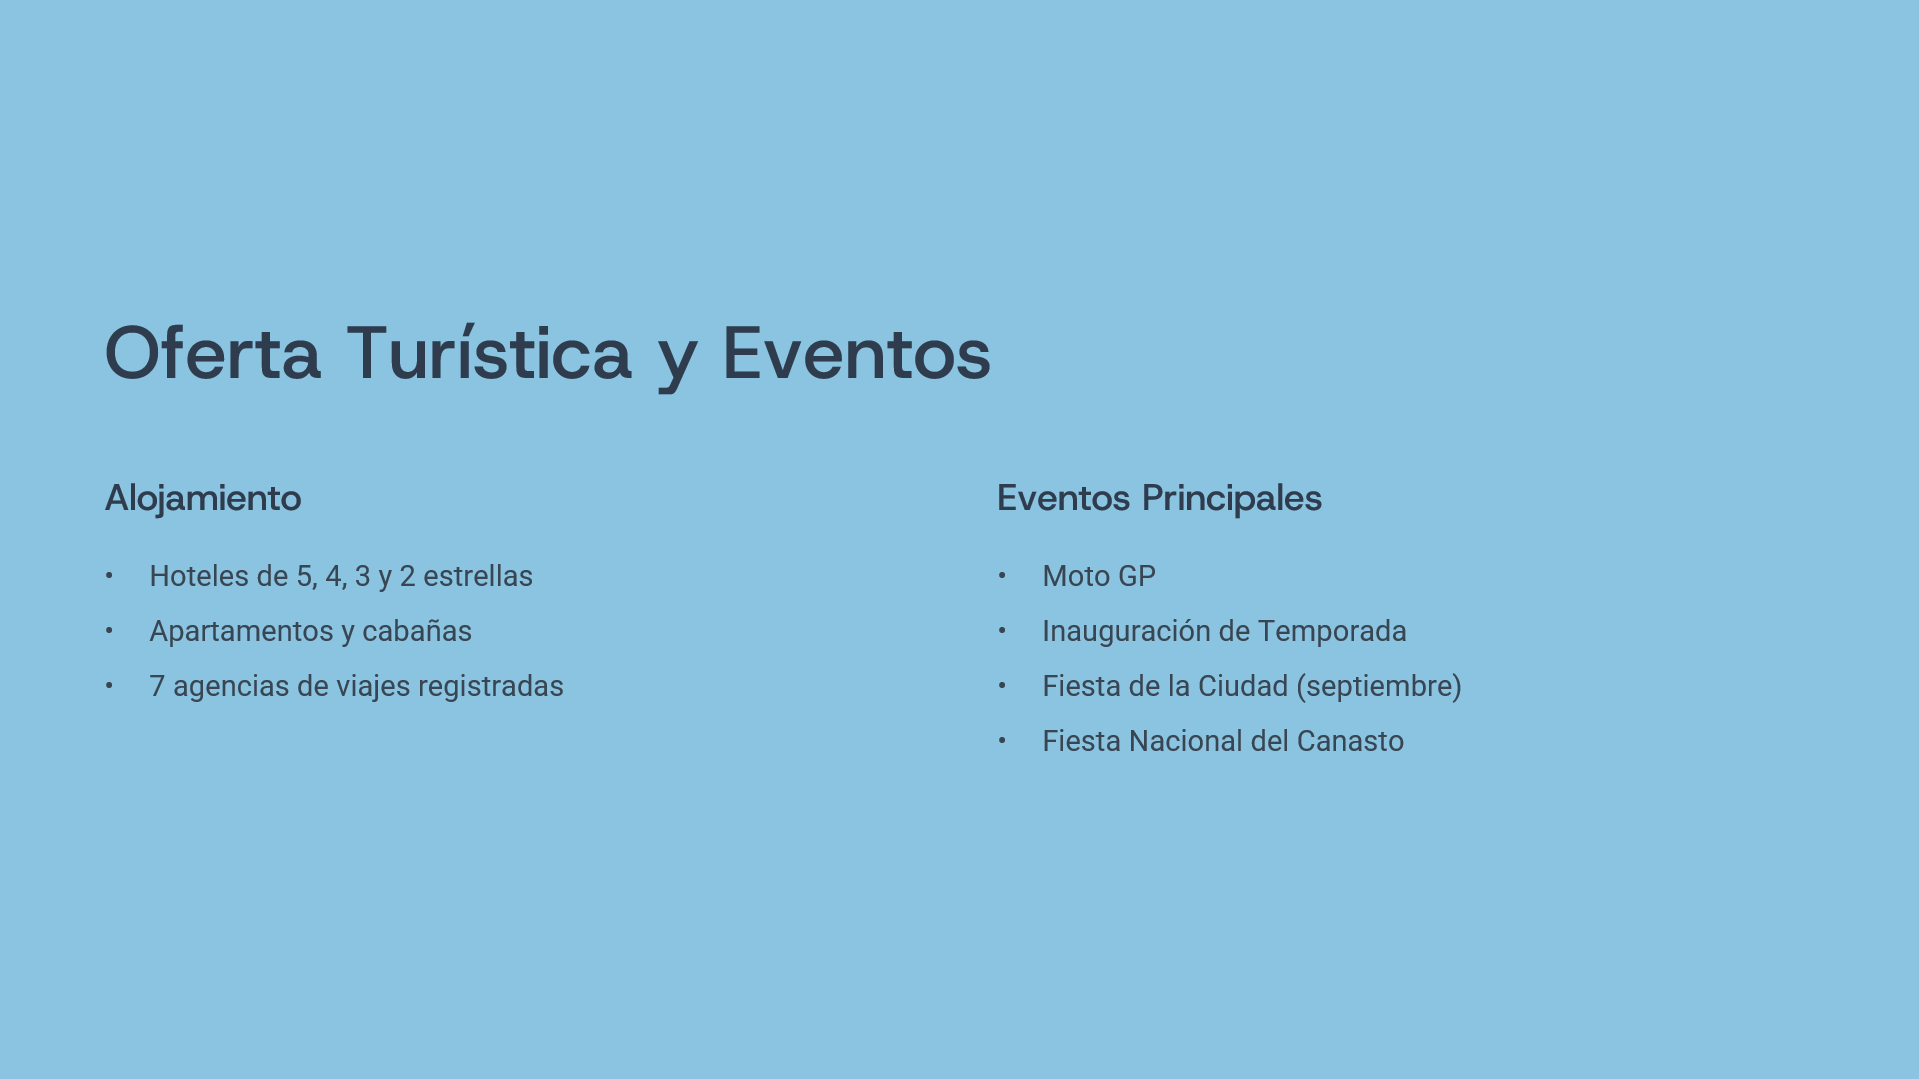 Oferta Turística y Eventos
Alojamiento
• Hoteles de 5, 4, 3 y 2 estrellas
• Apartamentos y cabañas
• 7 agencias de viajes registradas
Eventos Principales
• Moto GP
• Inauguración de Temporada
• Fiesta de la Ciudad (septiembre)
• Fiesta Nacional del Canasto